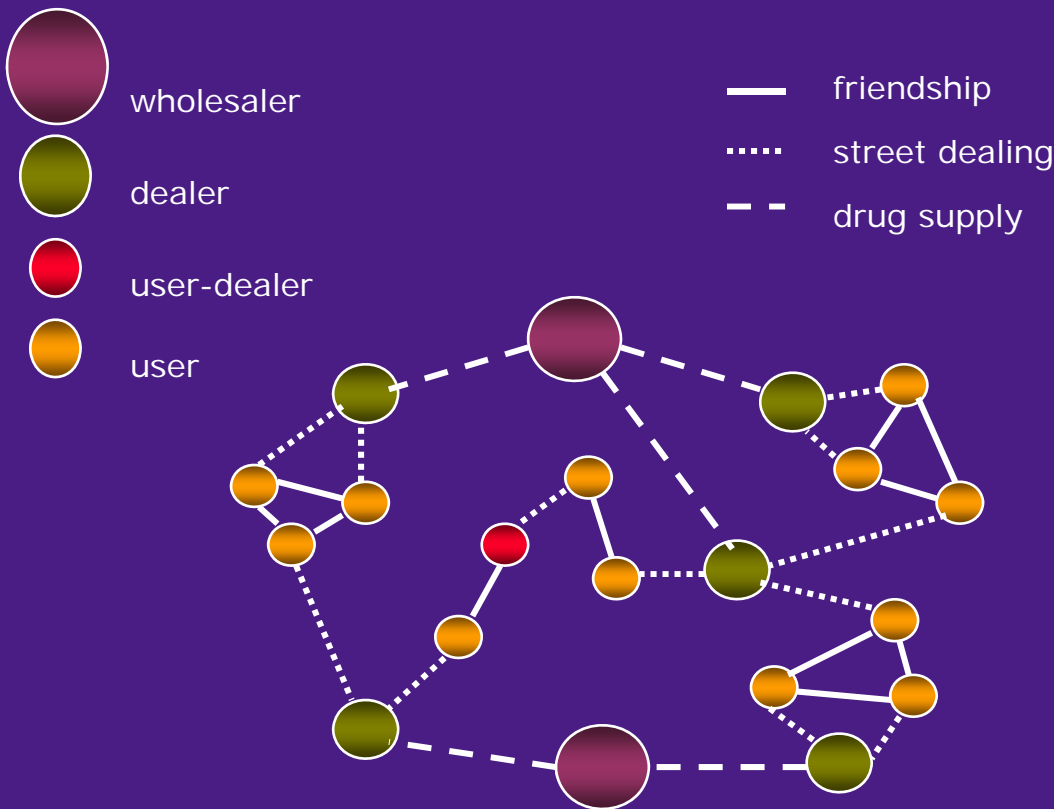 wholesaler
dealer
user-dealer
user
friendship
street dealing
drug supply